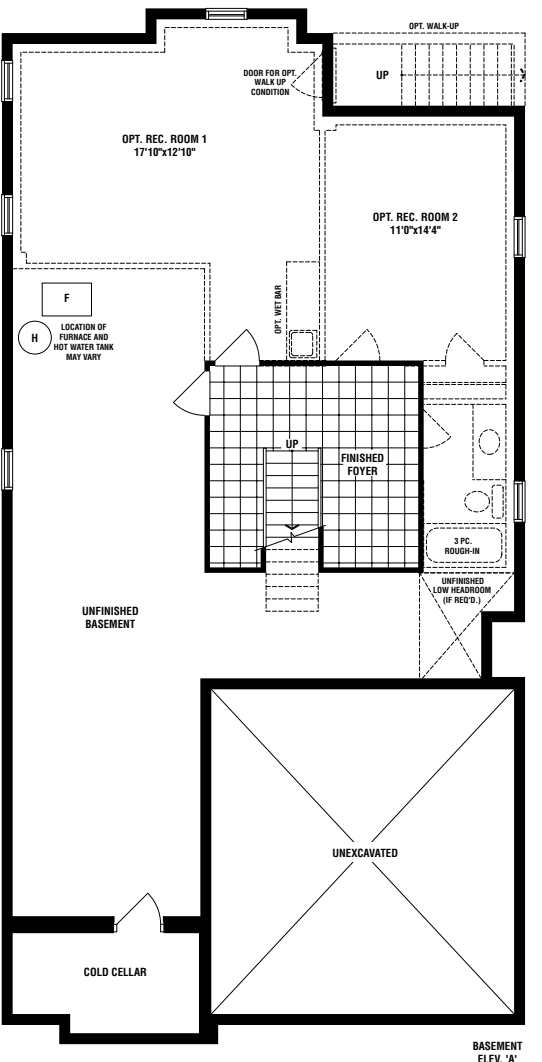 OPT. WALK-UP
DOOR FOR OPT.
WALK UP
CONDITION
UP
OPT. REC. ROOM 1
17'10"x12'10"
OPT. REC. ROOM 2
11'0"x14'4"
F
H
LOCATION OF
FURNACE AND
HOT WATER TANK
MAY VARY
OPT. WET BAR
UP
FINISHED
FOYER
3 PC.
ROUGH-IN
UNFINISHED
LOW HEADROOM
(IF REQ'D.)
UNFINISHED
BASEMENT
UNEXCAVATED
COLD CELLAR
BASEMENT
ELEV. 'A'